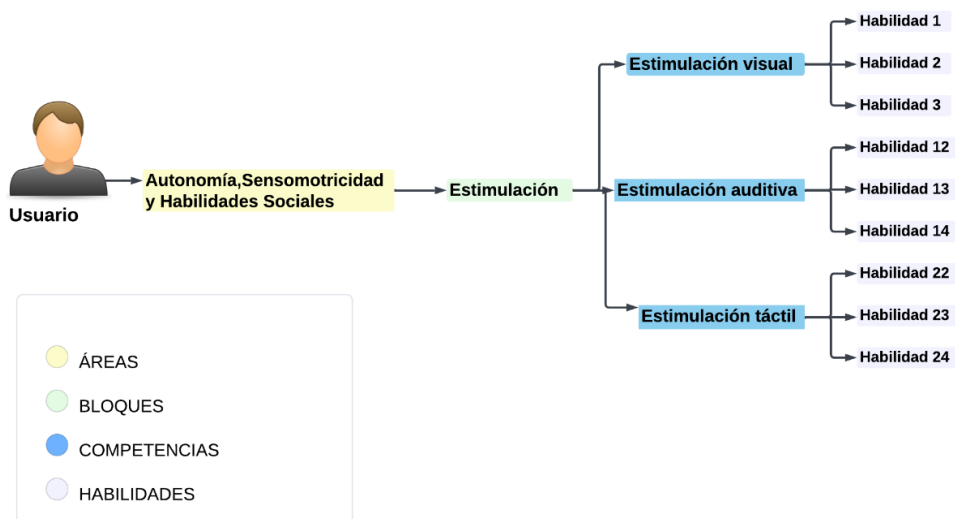 Usuario
Autonomía,Sensomotricidad
y Habilidades Sociales
Estimulación
Estimulación visual
Habilidad 1
Habilidad 2
Habilidad 3
Estimulación auditiva
Habilidad 12
Habilidad 13
Habilidad 14
Estimulación táctil
Habilidad 22
Habilidad 23
Habilidad 24
ÁREAS
BLOQUES
COMPETENCIAS
HABILIDADES